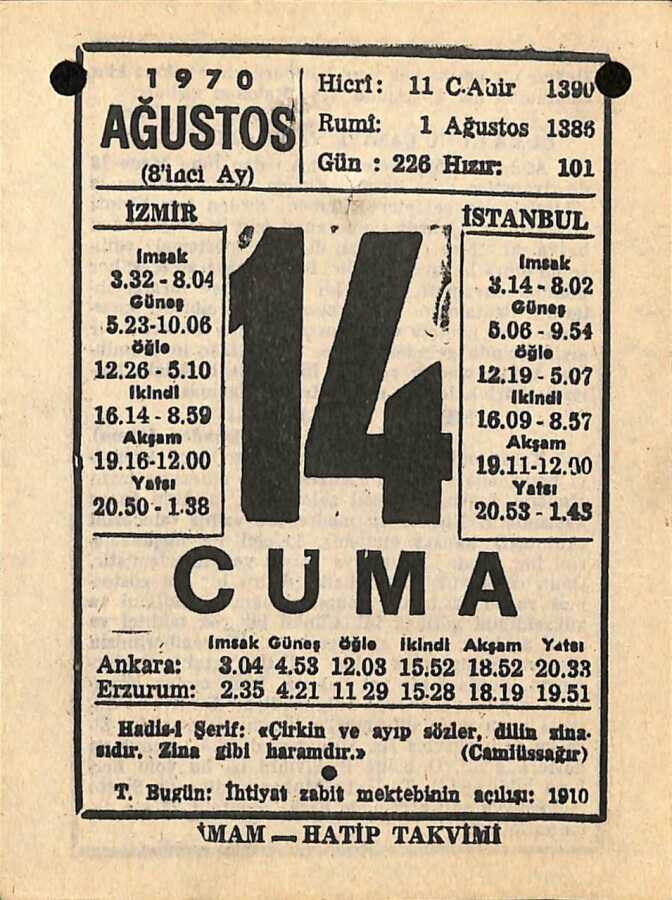 1970
AĞUSTOS
(8'inci Ay)
Hicrî: 11 C.Ahir 1390
Rumî: 1 Ağustos 1386
Gün : 226 Hızır: 101
İZMİR
İmsak
3.32 - 8.04
Güneş
5.23-10.06
Öğle
12.26 - 5.10
İkindi
16.14 - 8.59
Akşam
19.16-12.00
Yatsı
20.50 - 1.38
14
İSTANBUL
İmsak
3.14 - 8.02
Güneş
5.06 - 9.54
Öğle
12.19 - 5.07
İkindi
16.09 - 8.57
Akşam
19.11-12.00
Yatsı
20.53 - 1.43
CUMA
İmsak Güneş Öğle İkindi Akşam Yatsı
Ankara: 3.04 4.53 12.03 15.52 18.52 20.33
Erzurum: 2.35 4.21 11 29 15.28 18.19 19.51
Hadis-i Şerif: «Çirkin ve ayıp sözler, dilin zina-
sıdır. Zina gibi haramdır.» (Camiüssağır)
T. Bugün: İhtiyat zabit mektebinin açılışı: 1910
İMAM — HATİP TAKVİMİ